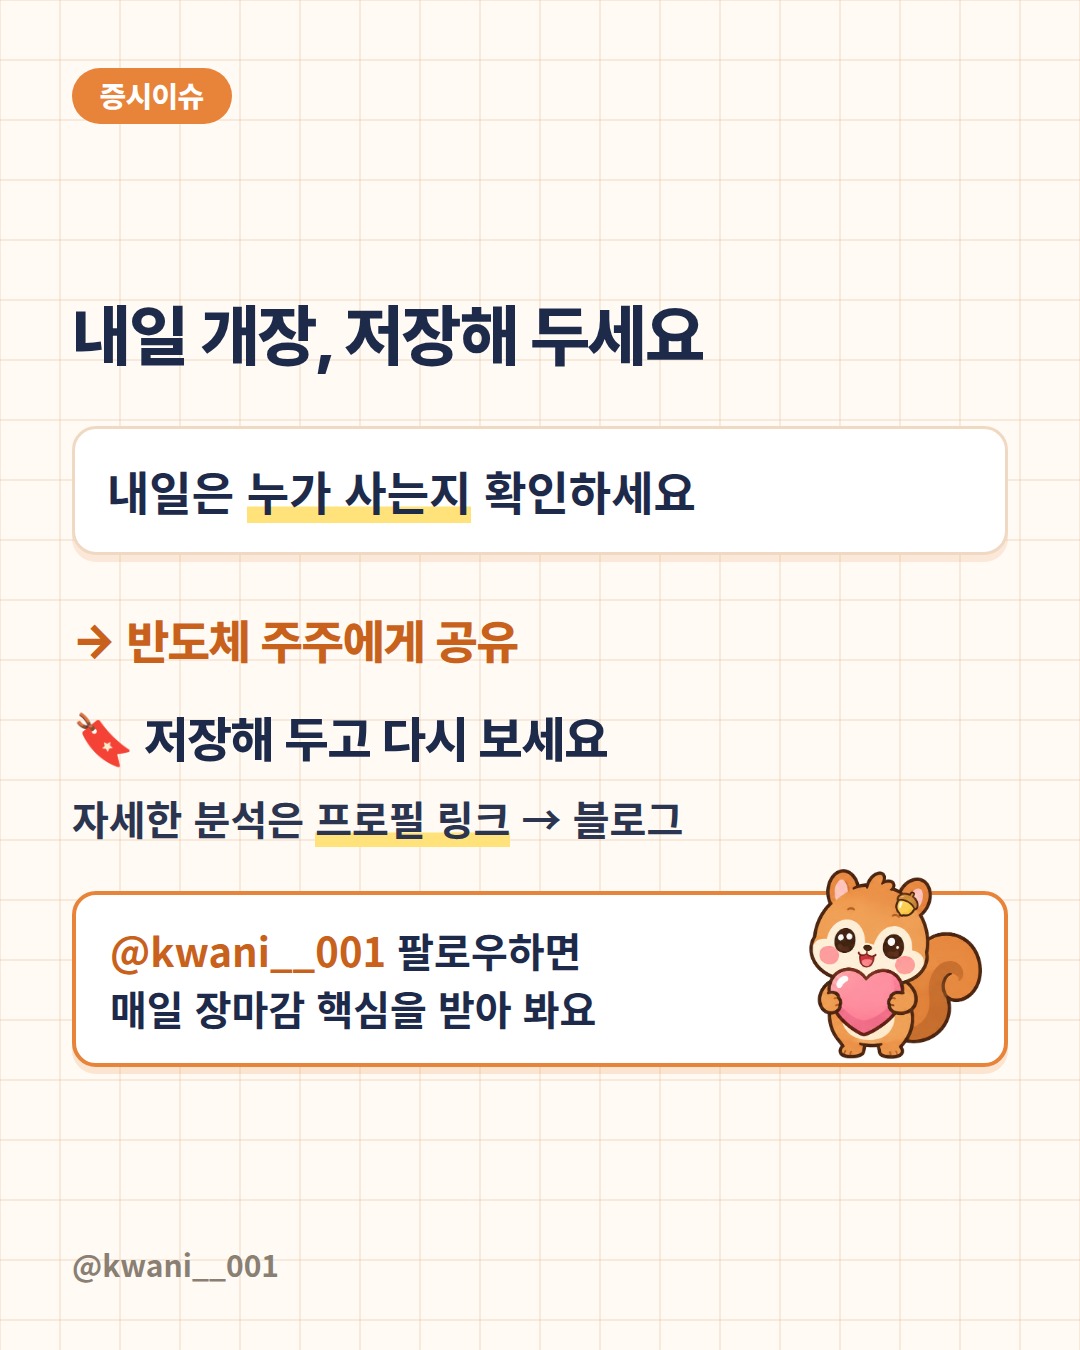 증시이슈
내일 개장, 저장해 두세요
내일은 누가 사는지 확인하세요
→ 반도체 주주에게 공유
🔖 저장해 두고 다시 보세요
자세한 분석은 프로필 링크 → 블로그
@kwani__001 팔로우하면
매일 장마감 핵심을 받아 봐요
@kwani__001